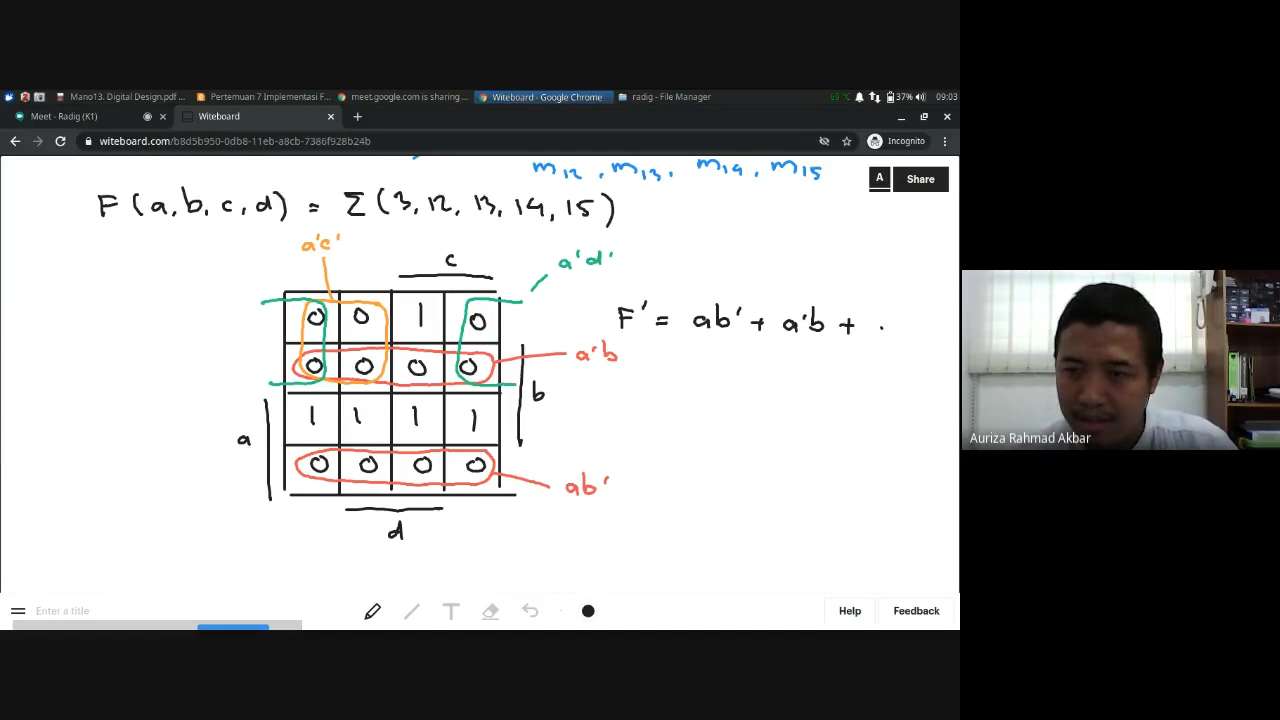 Mano13. Digital Design.pdf ...
Pertemuan 7 Implementasi F...
meet.google.com is sharing ...
Witeboard - Google Chrome
radig - File Manager
69°C
37%
09:03
Meet - Radig (K1)
Witeboard
witeboard.com/b8d5b950-0db8-11eb-a8cb-7386f928b24b
Incognito
m12, m13, m14, m15
A
Share
F(a,b,c,d) = Σ(3,12,13,14,15)
a'c'
c
a'd'
0 0 1 0
F' = ab' + a'b + .
0 0 0 0
a'b
b
1 1 1 1
a
0 0 0 0
ab'
d
Auriza Rahmad Akbar
Enter a title
T
Help
Feedback